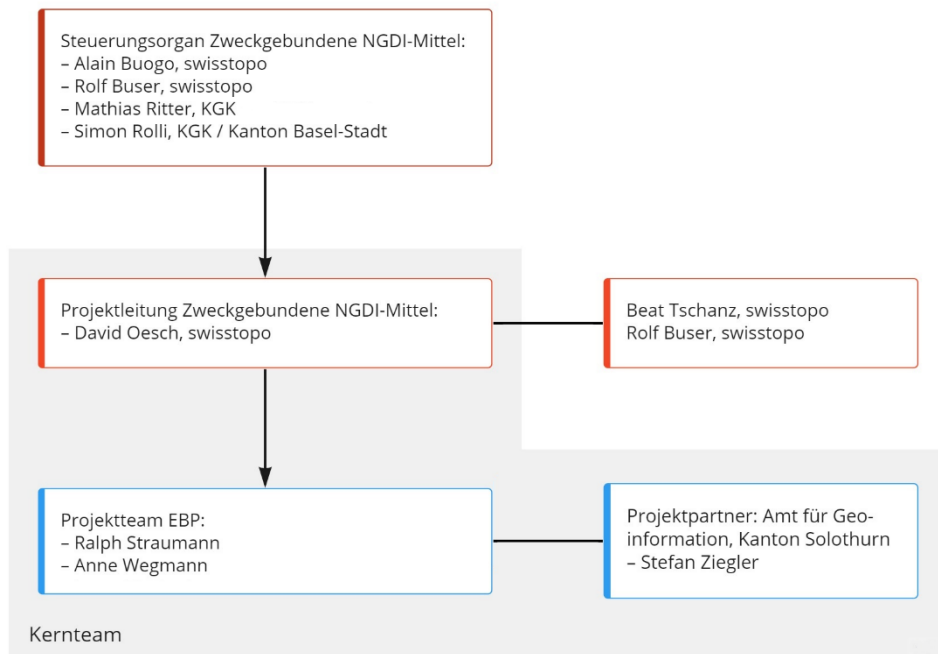 Steuerungsorgan Zweckgebundene NGDI-Mittel:
– Alain Buogo, swisstopo
– Rolf Buser, swisstopo
– Mathias Ritter, KGK
– Simon Rolli, KGK / Kanton Basel-Stadt
Projektleitung Zweckgebundene NGDI-Mittel:
– David Oesch, swisstopo
Beat Tschanz, swisstopo
Rolf Buser, swisstopo
Projektteam EBP:
– Ralph Straumann
– Anne Wegmann
Projektpartner: Amt für Geo-
information, Kanton Solothurn
– Stefan Ziegler
Kernteam